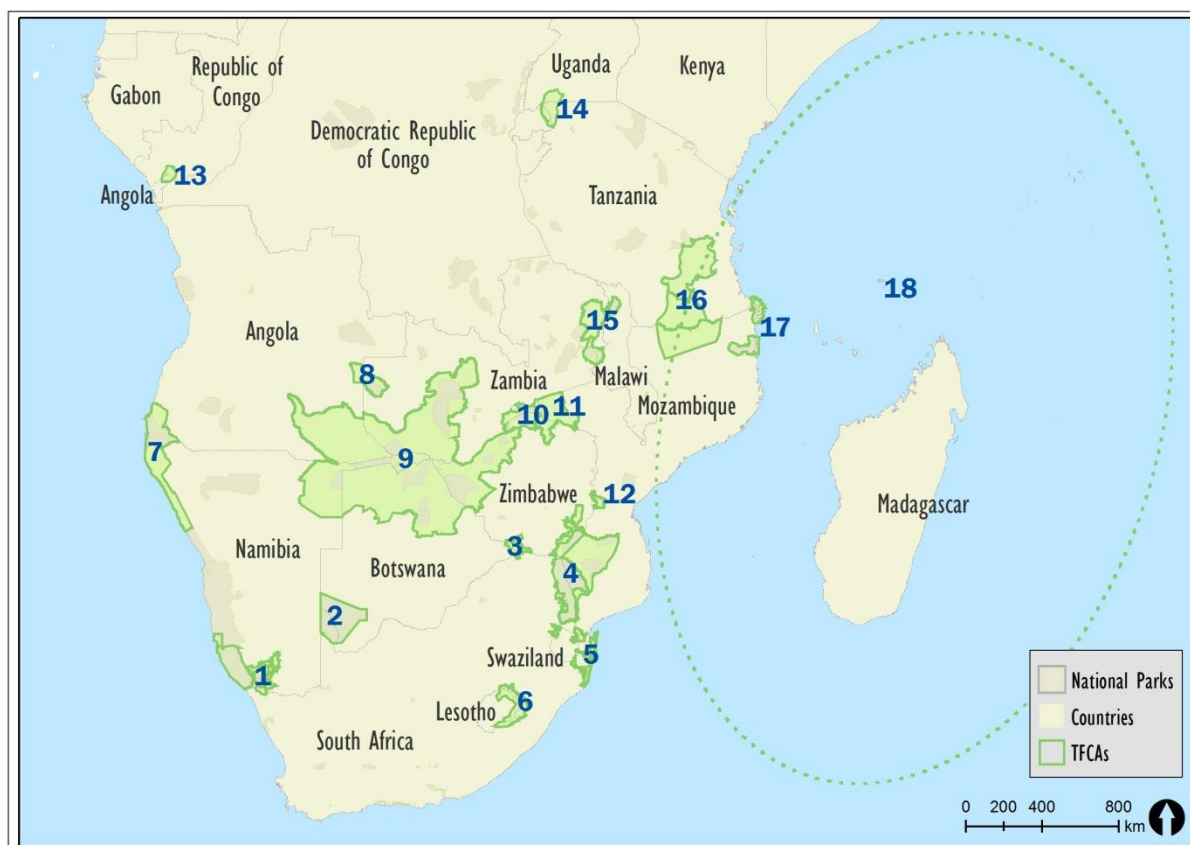 Uganda
Kenya
Republic of
Congo
Gabon
14
Democratic Republic
of Congo
13
Angola
Tanzania
18
16
17
15
Angola
8
Zambia
Malawi
10
11
Mozambique
7
9
12
Zimbabwe
Madagascar
3
Namibia
Botswana
4
2
5
Swaziland
1
6
Lesotho
South Africa
National Parks
Countries
TFCAs
0 200 400 800
km